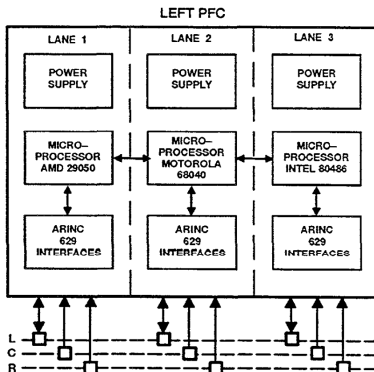 LEFT PFC
LANE 1
LANE 2
LANE 3
POWER
SUPPLY
POWER
SUPPLY
POWER
SUPPLY
MICRO–
PROCESSOR
AMD 29050
MICRO–
PROCESSOR
MOTOROLA
68040
MICRO–
PROCESSOR
INTEL 80486
ARINC
629
INTERFACES
ARINC
629
INTERFACES
ARINC
629
INTERFACES
L
C
R